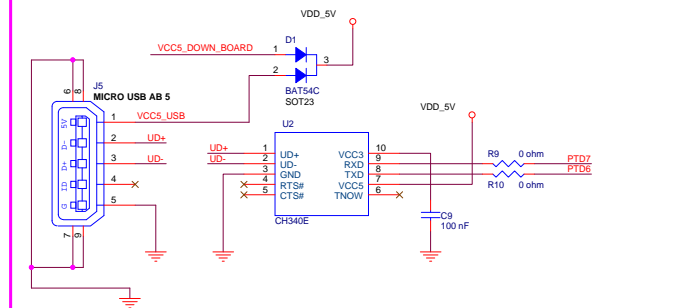 VDD_5V
VCC5_DOWN_BOARD
1
D1
3
2
BAT54C
SOT23
J5
MICRO USB AB 5
6
8
5V
D-
D+
ID
G
1
VCC5_USB
2
UD+
3
UD-
4
5
7
9
U2
UD+
1
UD+
UD-
2
UD-
3
GND
4
RTS#
5
CTS#
VCC3
10
RXD
9
TXD
8
VCC5
7
TNOW
6
CH340E
VDD_5V
R9
0 ohm
PTD7
PTD6
R10
0 ohm
C9
100 nF